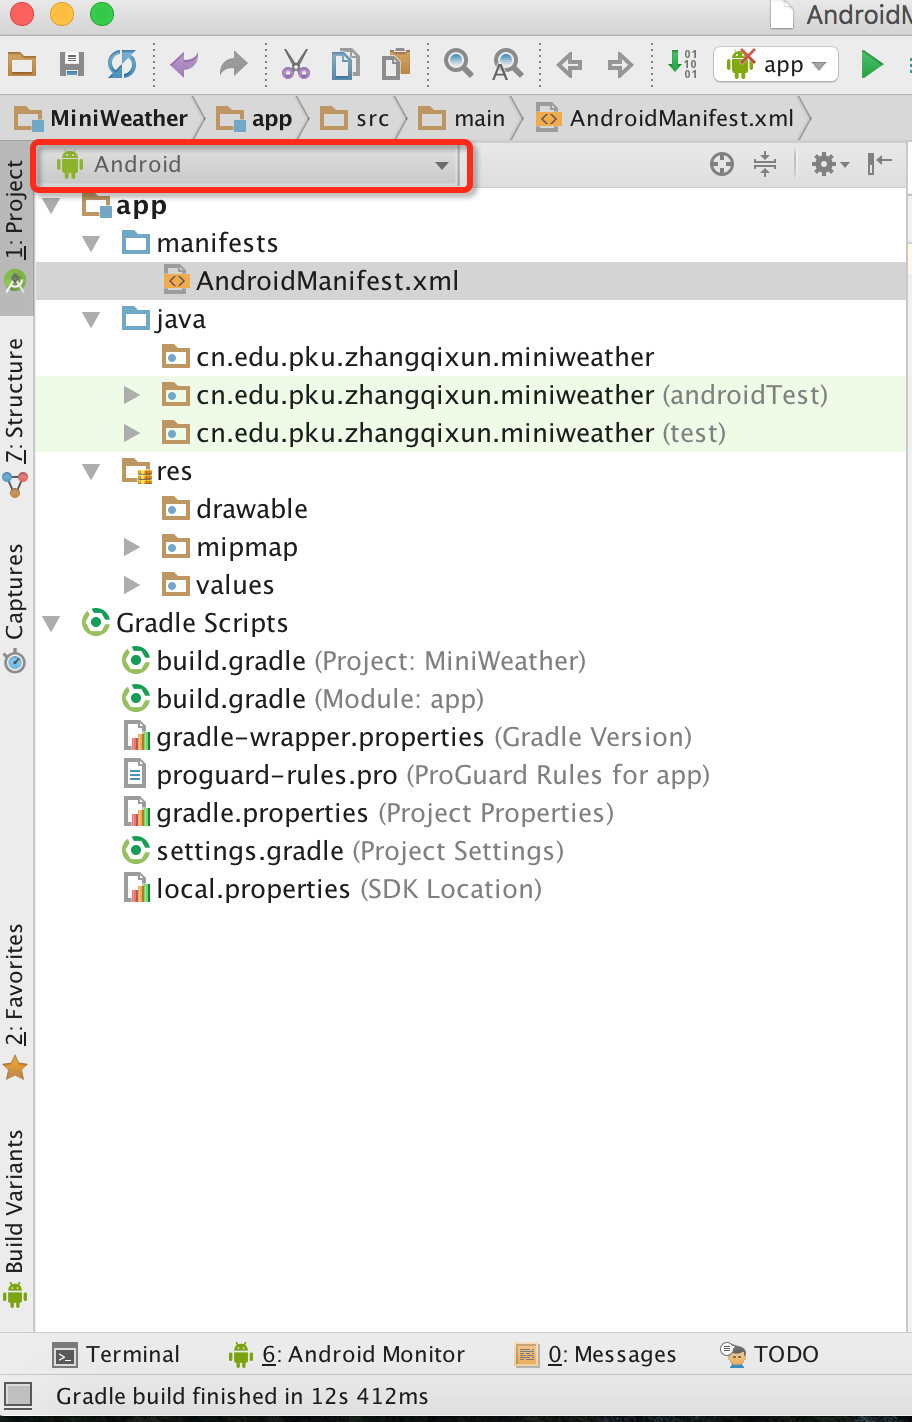 AndroidM
app
MiniWeather app src main AndroidManifest.xml
Android
1: Project
app
manifests
AndroidManifest.xml
java
cn.edu.pku.zhangqixun.miniweather
cn.edu.pku.zhangqixun.miniweather (androidTest)
cn.edu.pku.zhangqixun.miniweather (test)
res
drawable
mipmap
values
Gradle Scripts
build.gradle (Project: MiniWeather)
build.gradle (Module: app)
gradle-wrapper.properties (Gradle Version)
proguard-rules.pro (ProGuard Rules for app)
gradle.properties (Project Properties)
settings.gradle (Project Settings)
local.properties (SDK Location)
7: Structure
Captures
2: Favorites
Build Variants
Terminal 6: Android Monitor 0: Messages TODO
Gradle build finished in 12s 412ms